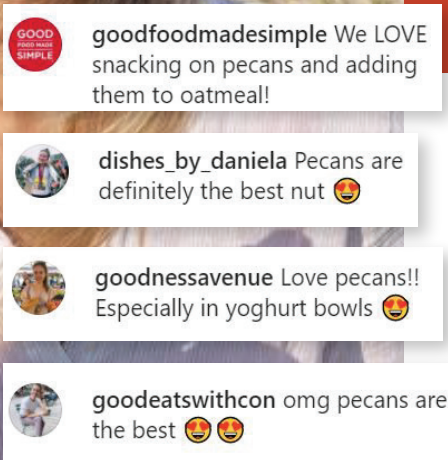 GOOD
FOOD MADE
SIMPLE
goodfoodmadesimple We LOVE
snacking on pecans and adding
them to oatmeal!
dishes_by_daniela Pecans are
definitely the best nut 😍
goodnessavenue Love pecans!!
Especially in yoghurt bowls 😍
goodeatswithcon omg pecans are
the best 😍😍